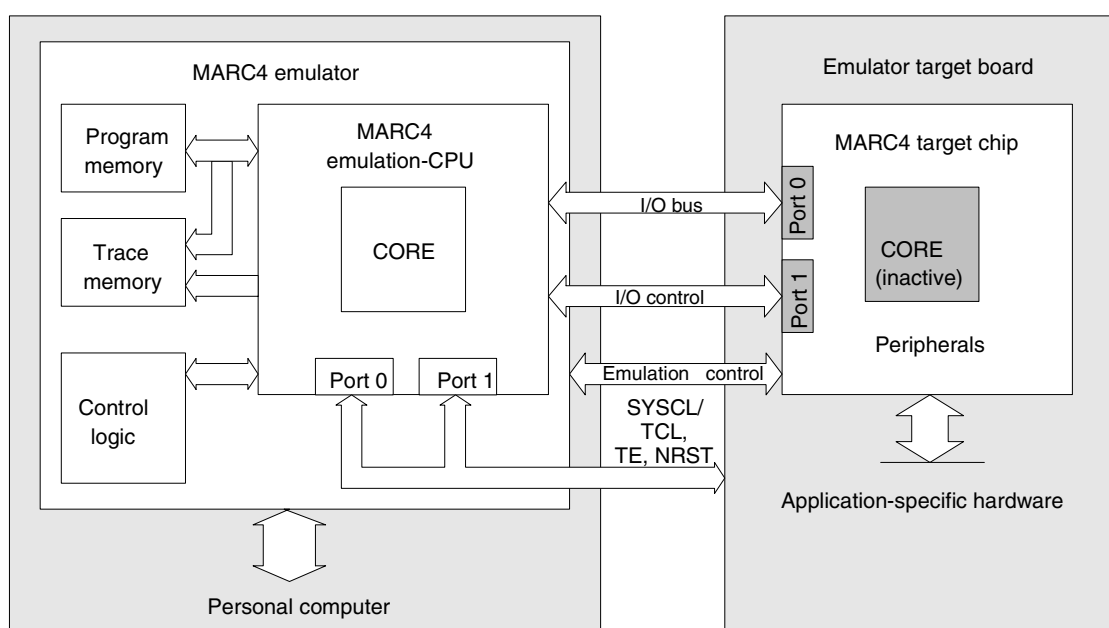 MARC4 emulator
Program
memory
Trace
memory
Control
logic
MARC4
emulation-CPU
CORE
Port 0
Port 1
I/O bus
I/O control
Emulation control
SYSCL/
TCL,
TE, NRST
Emulator target board
MARC4 target chip
Port 0
Port 1
CORE
(inactive)
Peripherals
Application-specific hardware
Personal computer